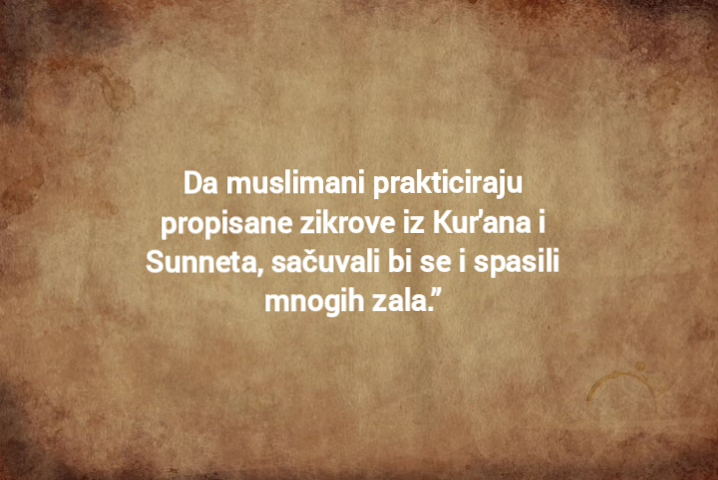 Da muslimani prakticiraju
propisane zikrove iz Kur'ana i
Sunneta, sačuvali bi se i spasili
mnogih zala.”